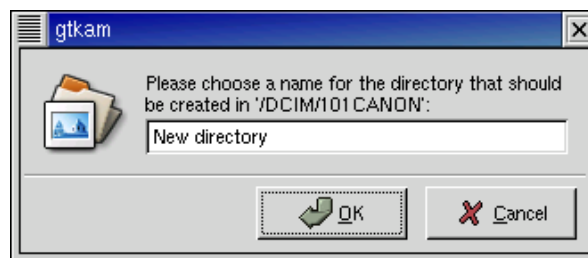 gtkam
Please choose a name for the directory that should
be created in '/DCIM/101CANON':
New directory
OK
Cancel